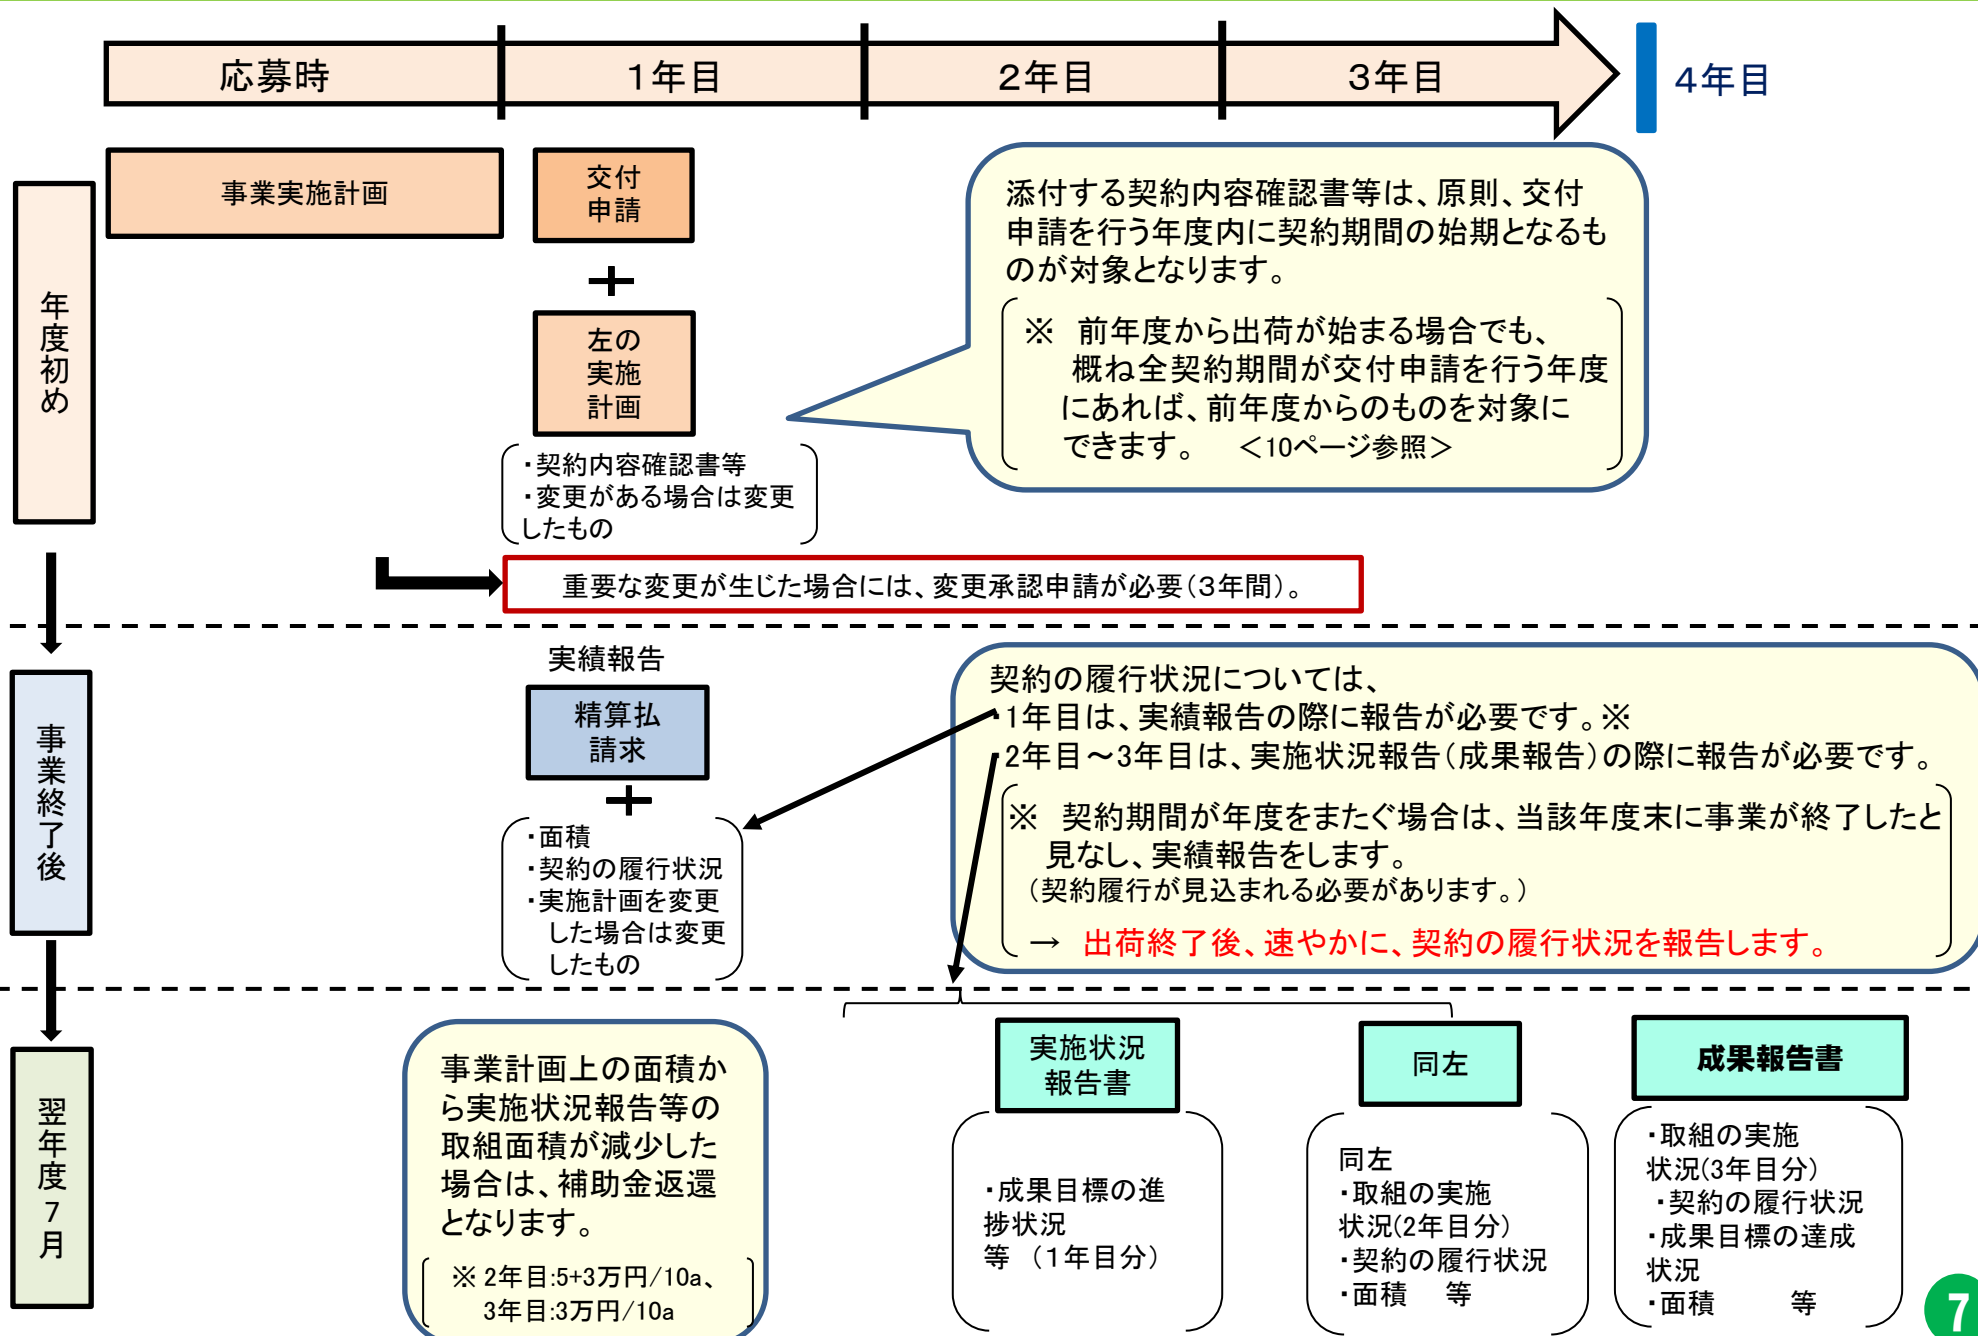 応募時
１年目
２年目
３年目
４年目
年度初め
事業実施計画
交付
申請
＋
左の
実施
計画
・契約内容確認書等
・変更がある場合は変更
したもの
添付する契約内容確認書等は、原則、交付
申請を行う年度内に契約期間の始期となるも
のが対象となります。
※　前年度から出荷が始まる場合でも、
概ね全契約期間が交付申請を行う年度
にあれば、前年度からのものを対象に
できます。　＜10ページ参照＞
重要な変更が生じた場合には、変更承認申請が必要（３年間）。
事業終了後
実績報告
精算払
請求
＋
・面積
・契約の履行状況
・実施計画を変更
した場合は変更
したもの
契約の履行状況については、
・1年目は、実績報告の際に報告が必要です。※
・2年目～3年目は、実施状況報告（成果報告）の際に報告が必要です。
※　契約期間が年度をまたぐ場合は、当該年度末に事業が終了したと
見なし、実績報告をします。
（契約履行が見込まれる必要があります。）
→　出荷終了後、速やかに、契約の履行状況を報告します。
翌年度7月
事業計画上の面積か
ら実施状況報告等の
取組面積が減少した
場合は、補助金返還
となります。
※ 2年目:5+3万円/10a、
3年目:3万円/10a
実施状況
報告書
・成果目標の進
捗状況
等　（１年目分）
同左
同左
・取組の実施
状況(2年目分）
・契約の履行状況
・面積　等
成果報告書
・取組の実施
状況(3年目分）
・契約の履行状況
・成果目標の達成
状況
・面積　　等
7